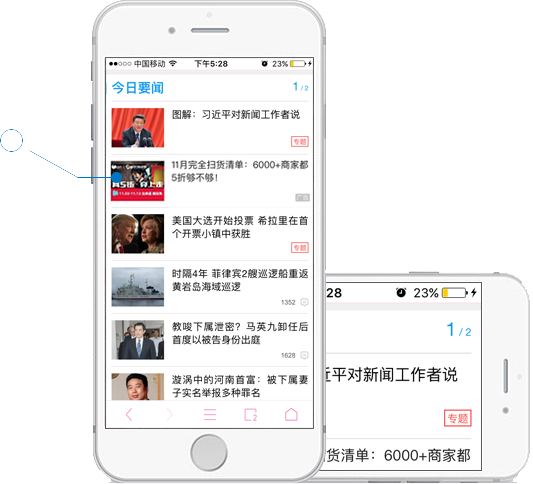 中国移动 下午5:28 23%
今日要闻 1 / 2
图解：习近平对新闻工作者说
专题
11月完全扫货清单：6000+商家都
5折够不够！
广告
美国大选开始投票 希拉里在首
个开票小镇中获胜
专题
时隔4年 菲律宾2艘巡逻船重返
黄岩岛海域巡逻
1352
教唆下属泄密？马英九卸任后
首度以被告身份出庭
1628
漩涡中的河南首富：被下属妻
子实名举报多种罪名
2
:28 23%
1 / 2
近平对新闻工作者说
专题
货清单：6000+商家都